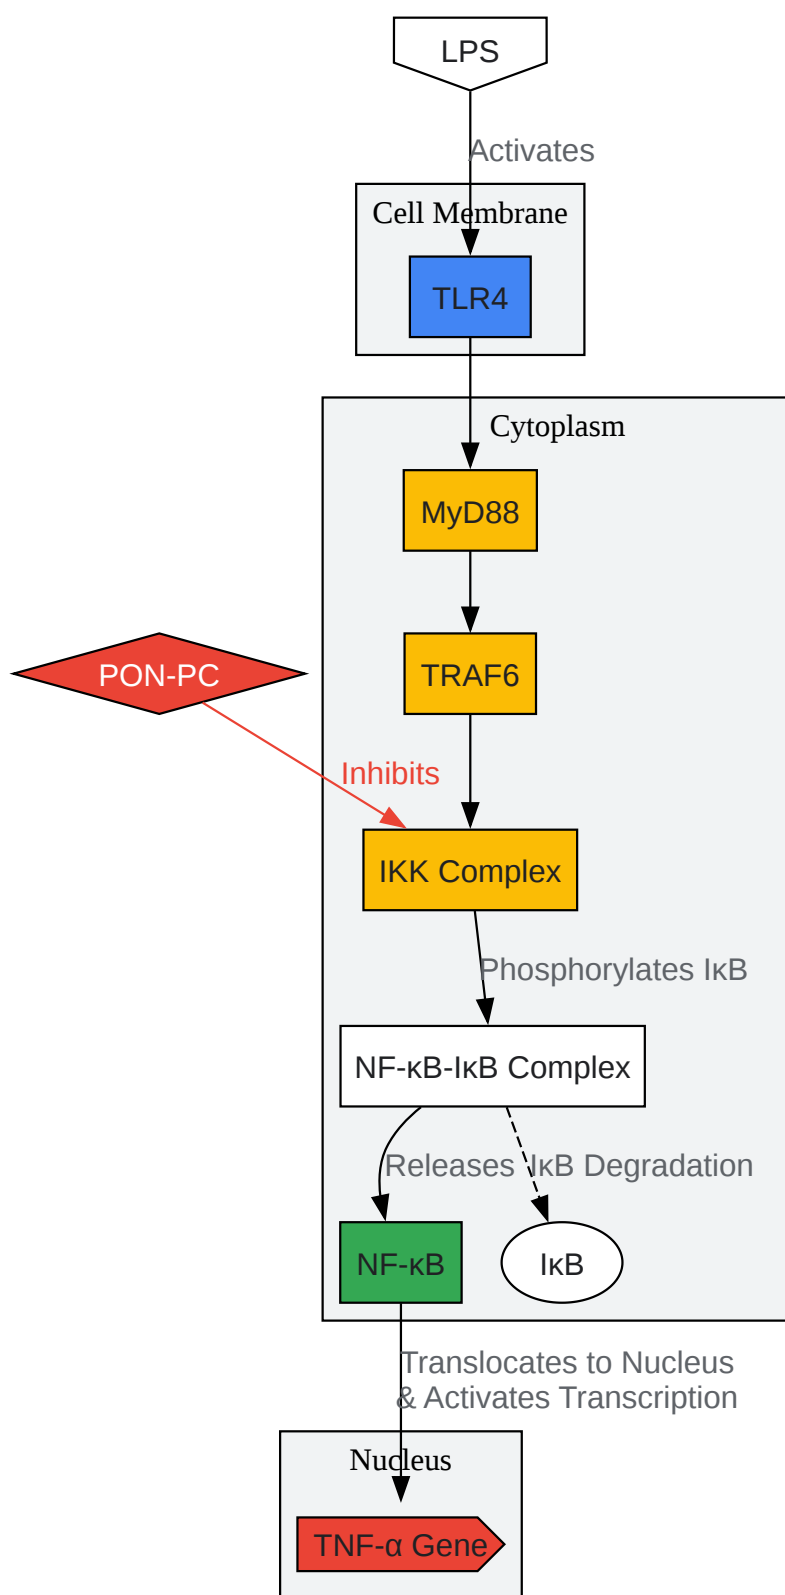 LPS
Activates
Cell Membrane
TLR4
Cytoplasm
MyD88
PON-PC
TRAF6
Inhibits
IKK Complex
Phosphorylates IκB
NF-κB-IκB Complex
Releases
IκB Degradation
NF-κB
IκB
Translocates to Nucleus
& Activates Transcription
Nucleus
TNF-α Gene